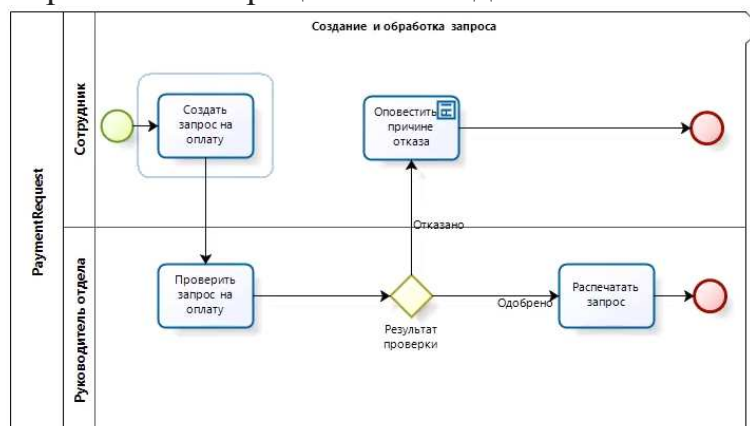 Создание и обработка запроса
PaymentRequest
Сотрудник
Создать
запрос на
оплату
Оповестить
причине
отказа
Отказано
Руководитель отдела
Проверить
запрос на
оплату
Результат
проверки
Одобрено
Распечатать
запрос